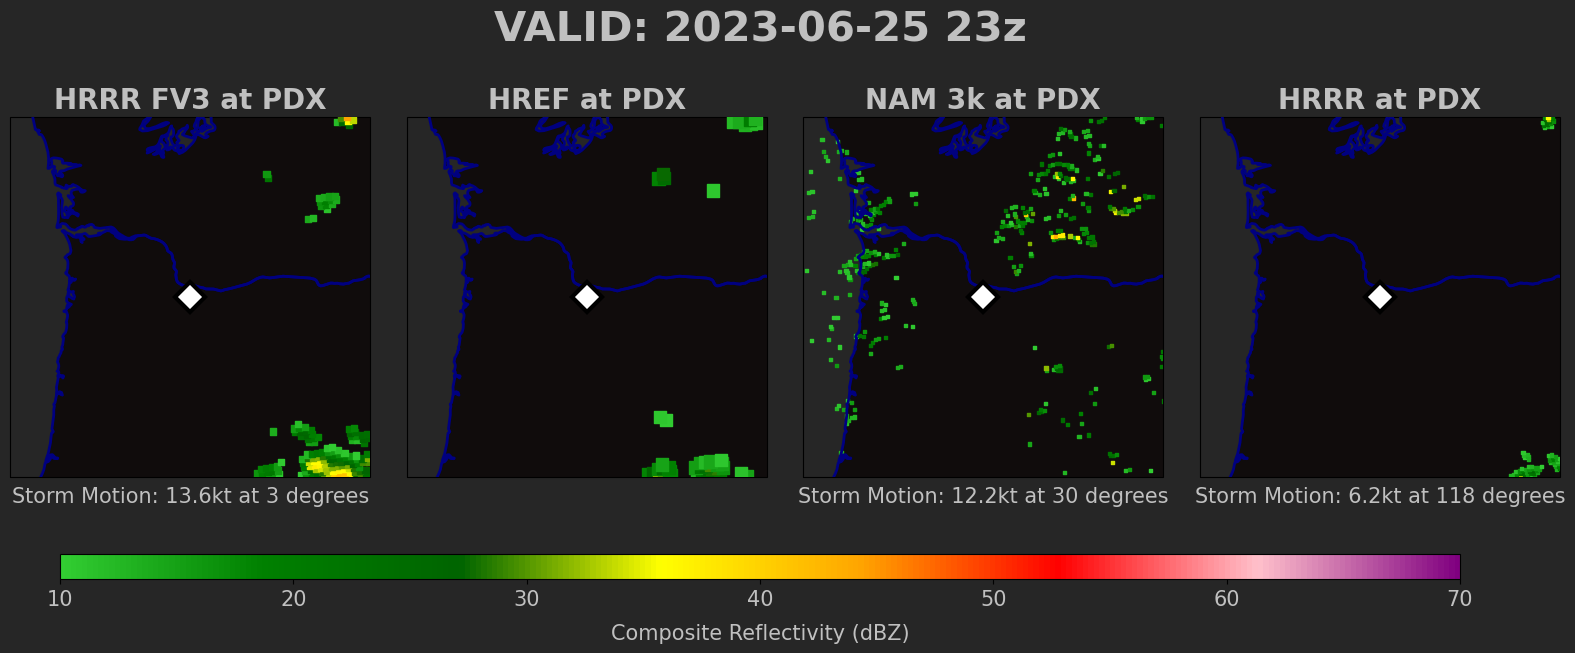 VALID: 2023-06-25 23z
HRRR FV3 at PDX
HREF at PDX
NAM 3k at PDX
HRRR at PDX
Storm Motion: 13.6kt at 3 degrees
Storm Motion: 12.2kt at 30 degrees
Storm Motion: 6.2kt at 118 degrees
10 20 30 40 50 60 70
Composite Reflectivity (dBZ)